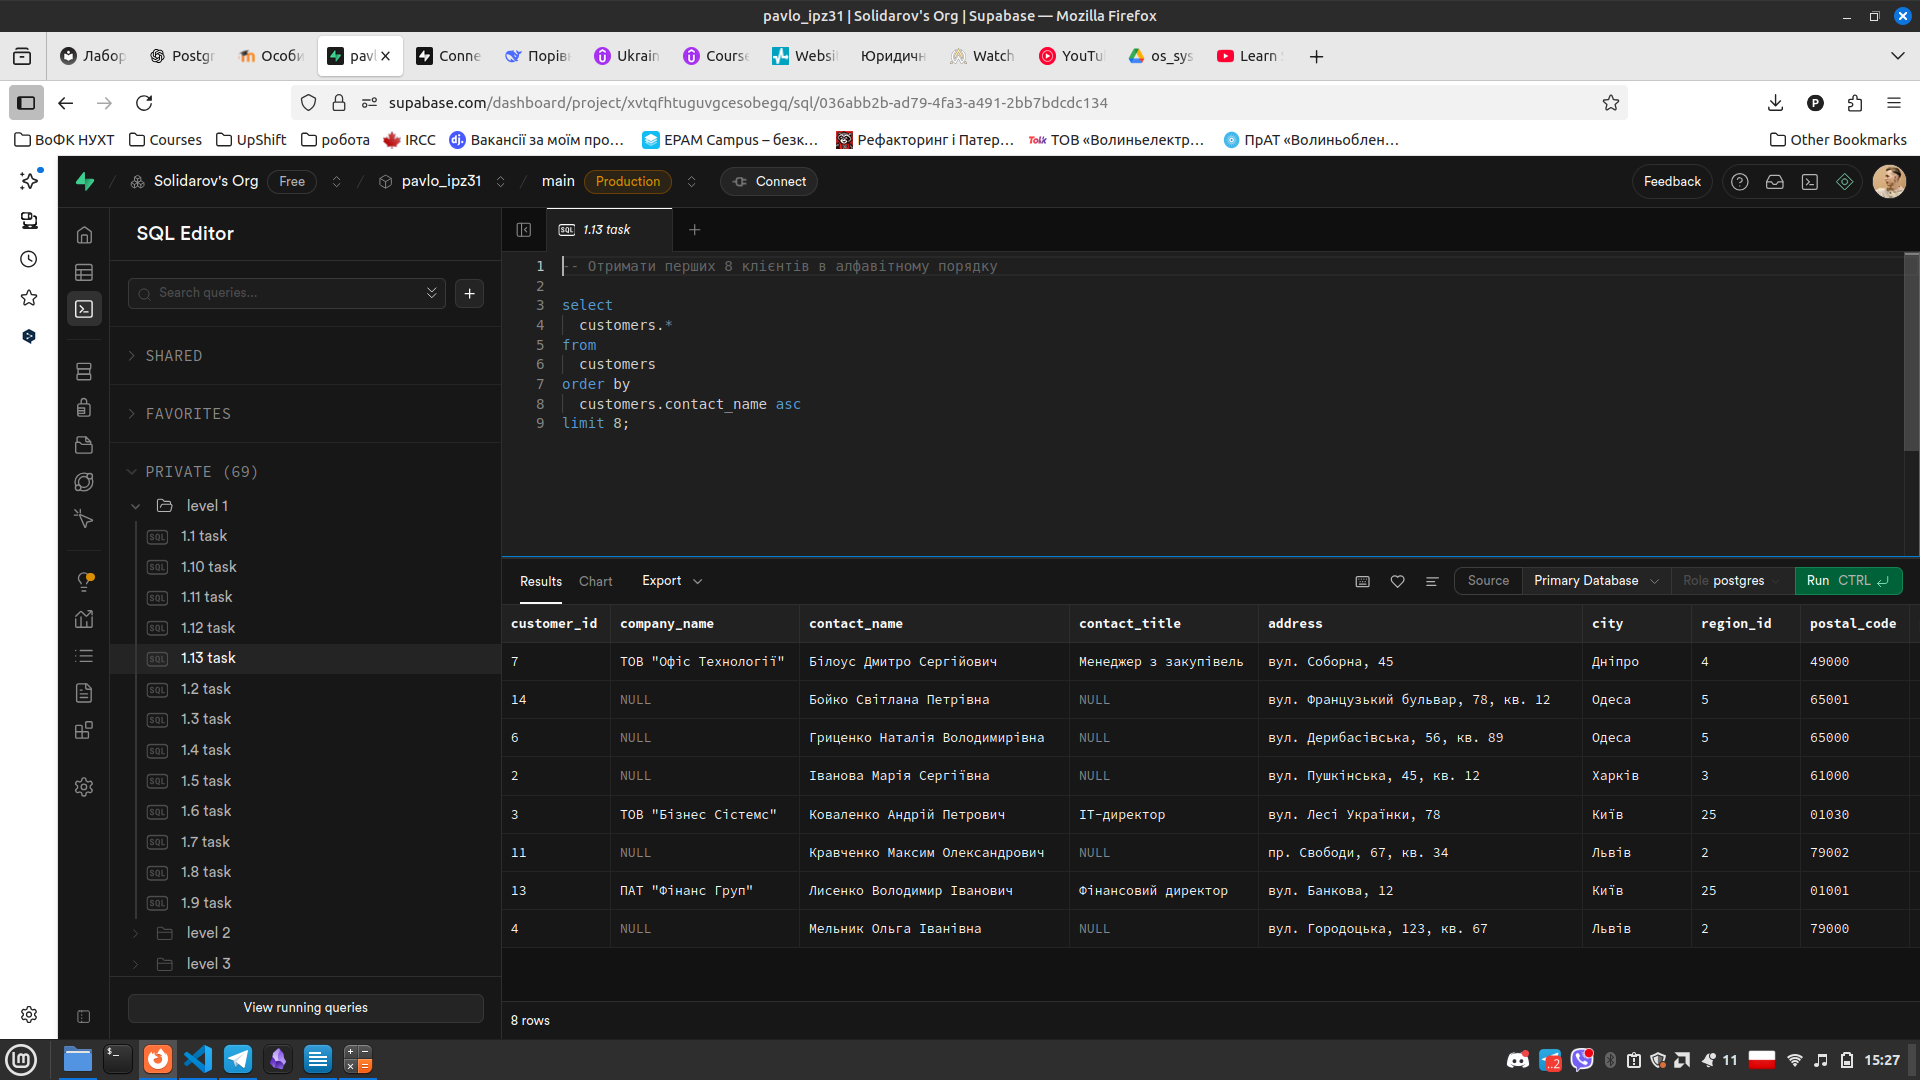 pavlo_ipz31 | Solidarov's Org | Supabase — Mozilla Firefox
Лабор
Postgr
Особи
pavl
Conne
Порів
Ukrain
Course
Websi
Юридичн
Watch
YouTu
os_sys
Learn
supabase.com/dashboard/project/xvtqfhtuguvgcesobegq/sql/036abb2b-ad79-4fa3-a491-2bb7bdcdc134
ВоФК НУХТ
Courses
UpShift
робота
IRCC
Вакансії за моїм про…
EPAM Campus – безк…
Рефакторинг і Патер…
ТОВ «Волиньелектр…
ПрАТ «Волиньоблен…
Other Bookmarks
Solidarov's Org Free
pavlo_ipz31
main Production
Connect
Feedback
SQL Editor
1.13 task
Search queries...
SHARED
FAVORITES
PRIVATE (69)
level 1
1.1 task
1.10 task
1.11 task
1.12 task
1.13 task
1.2 task
1.3 task
1.4 task
1.5 task
1.6 task
1.7 task
1.8 task
1.9 task
level 2
level 3
View running queries
1 -- Отримати перших 8 клієнтів в алфавітному порядку
2
3 select
4 customers.*
5 from
6 customers
7 order by
8 customers.contact_name asc
9 limit 8;
Results Chart Export Source Primary Database Role postgres Run CTRL
customer_id company_name contact_name contact_title address city region_id postal_code
7 ТОВ "Офіс Технології" Білоус Дмитро Сергійович Менеджер з закупівель вул. Соборна, 45 Дніпро 4 49000
14 NULL Бойко Світлана Петрівна NULL вул. Французький бульвар, 78, кв. 12 Одеса 5 65001
6 NULL Гриценко Наталія Володимирівна NULL вул. Дерибасівська, 56, кв. 89 Одеса 5 65000
2 NULL Іванова Марія Сергіївна NULL вул. Пушкінська, 45, кв. 12 Харків 3 61000
3 ТОВ "Бізнес Сістемс" Коваленко Андрій Петрович ІТ-директор вул. Лесі Українки, 78 Київ 25 01030
11 NULL Кравченко Максим Олександрович NULL пр. Свободи, 67, кв. 34 Львів 2 79002
13 ПАТ "Фінанс Груп" Лисенко Володимир Іванович Фінансовий директор вул. Банкова, 12 Київ 25 01001
4 NULL Мельник Ольга Іванівна NULL вул. Городоцька, 123, кв. 67 Львів 2 79000
8 rows
11
15:27